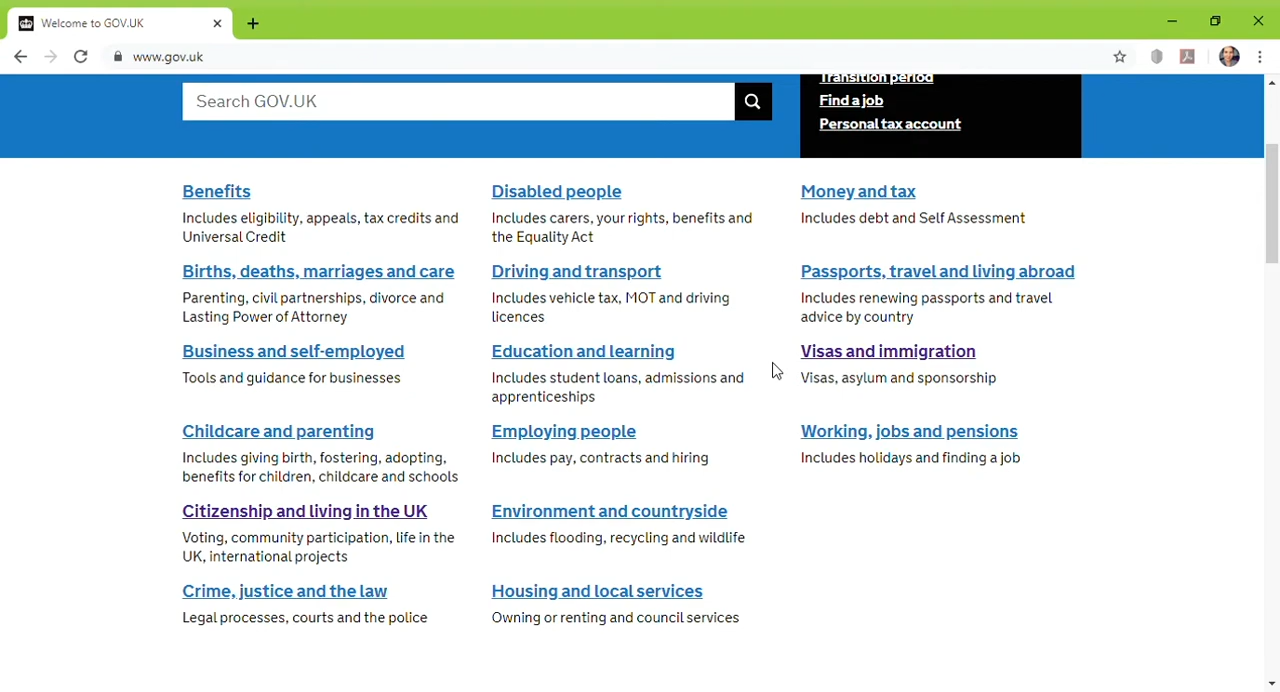 Welcome to GOV.UK
www.gov.uk
Search GOV.UK
Transition period
Find a job
Personal tax account
Benefits
Includes eligibility, appeals, tax credits and
Universal Credit
Births, deaths, marriages and care
Parenting, civil partnerships, divorce and
Lasting Power of Attorney
Business and self-employed
Tools and guidance for businesses
Childcare and parenting
Includes giving birth, fostering, adopting,
benefits for children, childcare and schools
Citizenship and living in the UK
Voting, community participation, life in the
UK, international projects
Crime, justice and the law
Legal processes, courts and the police
Disabled people
Includes carers, your rights, benefits and
the Equality Act
Driving and transport
Includes vehicle tax, MOT and driving
licences
Education and learning
Includes student loans, admissions and
apprenticeships
Employing people
Includes pay, contracts and hiring
Environment and countryside
Includes flooding, recycling and wildlife
Housing and local services
Owning or renting and council services
Money and tax
Includes debt and Self Assessment
Passports, travel and living abroad
Includes renewing passports and travel
advice by country
Visas and immigration
Visas, asylum and sponsorship
Working, jobs and pensions
Includes holidays and finding a job